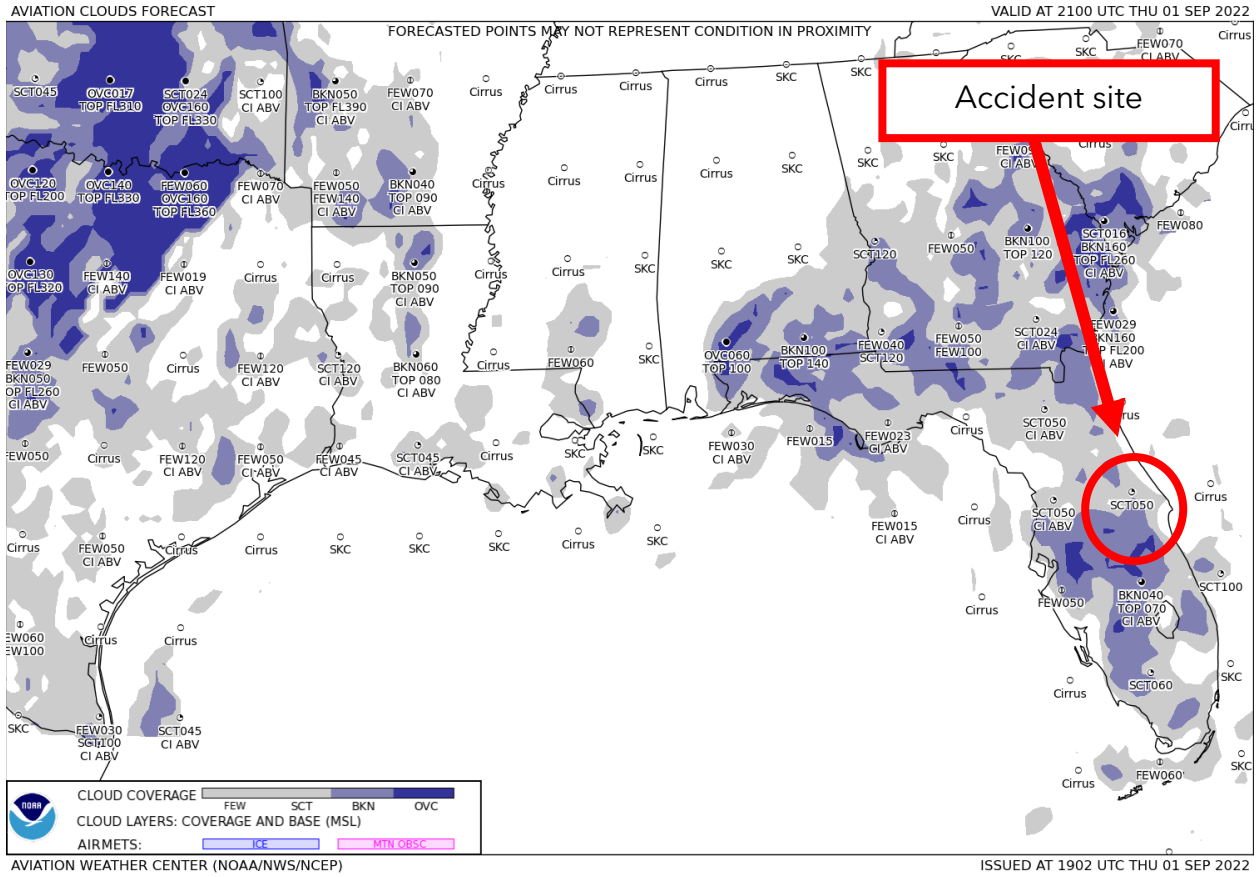 AVIATION CLOUDS FORECAST
VALID AT 2100 UTC THU 01 SEP 2022
FORECASTED POINTS MAY NOT REPRESENT CONDITION IN PROXIMITY
Accident site
SKC
SKC
FEW070
CI ABV
Cirrus
SCT045
OVC017
TOP FL310
SCT024
OVC160
TOP FL330
SCT100
CI ABV
BKN050
TOP FL390
CI ABV
FEW070
CI ABV
Cirrus
Cirrus
Cirrus
Cirrus
SKC
SKC
OVC120
TOP FL200
OVC140
TOP FL330
FEW060
OVC160
TOP FL360
FEW070
CI ABV
FEW050
FEW140
CI ABV
BKN040
TOP 090
CI ABV
Cirrus
Cirrus
Cirrus
SKC
SKC
SKC
CI ABV
Cirrus
OVC130
FEW140
CI ABV
FEW019
CI ABV
Cirrus
Cirrus
BKN050
TOP 090
CI ABV
Cirrus
Cirrus
SKC
SKC
SKC
SCT120
FEW050
BKN100
TOP 120
SCT016
BKN160
TOP FL260
CI ABV
FEW080
FEW029
BKN050
CI ABV
FEW050
Cirrus
FEW120
CI ABV
SCT120
CI ABV
BKN060
TOP 080
CI ABV
Cirrus
FEW060
SKC
OVC060
TOP 100
BKN100
TOP 140
FEW040
SCT120
FEW050
FEW100
SCT024
CI ABV
FEW029
BKN160
TOP FL200
CI ABV
FEW050
Cirrus
FEW120
CI ABV
FEW050
CI ABV
FEW045
CI ABV
SCT045
CI ABV
Cirrus
SKC
SKC
FEW030
CI ABV
FEW015
FEW023
CI ABV
Cirrus
SCT050
CI ABV
Cirrus
FEW050
CI ABV
Cirrus
Cirrus
SKC
SKC
SKC
Cirrus
SKC
FEW015
CI ABV
Cirrus
SCT050
CI ABV
SCT050
Cirrus
Cirrus
Cirrus
Cirrus
FEW050
BKN040
TOP 070
CI ABV
SCT100
SKC
FEW030
SCT100
CI ABV
SCT045
CI ABV
Cirrus
SCT060
SKC
Cirrus
FEW060
SKC
NOAA
CLOUD COVERAGE
FEW SCT BKN OVC
CLOUD LAYERS: COVERAGE AND BASE (MSL)
AIRMETS: ICE MTN OBSC
AVIATION WEATHER CENTER (NOAA/NWS/NCEP)
ISSUED AT 1902 UTC THU 01 SEP 2022